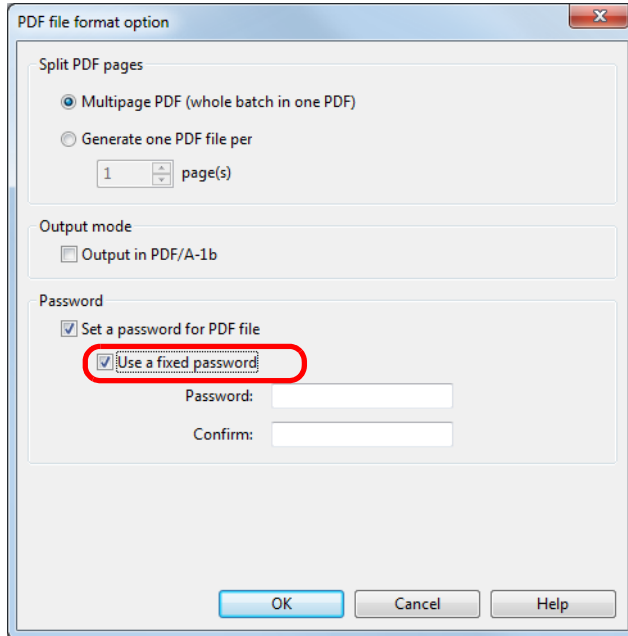 PDF file format option
Split PDF pages
Multipage PDF (whole batch in one PDF)
Generate one PDF file per
1 page(s)
Output mode
Output in PDF/A-1b
Password
Set a password for PDF file
Use a fixed password
Password:
Confirm:
OK Cancel Help